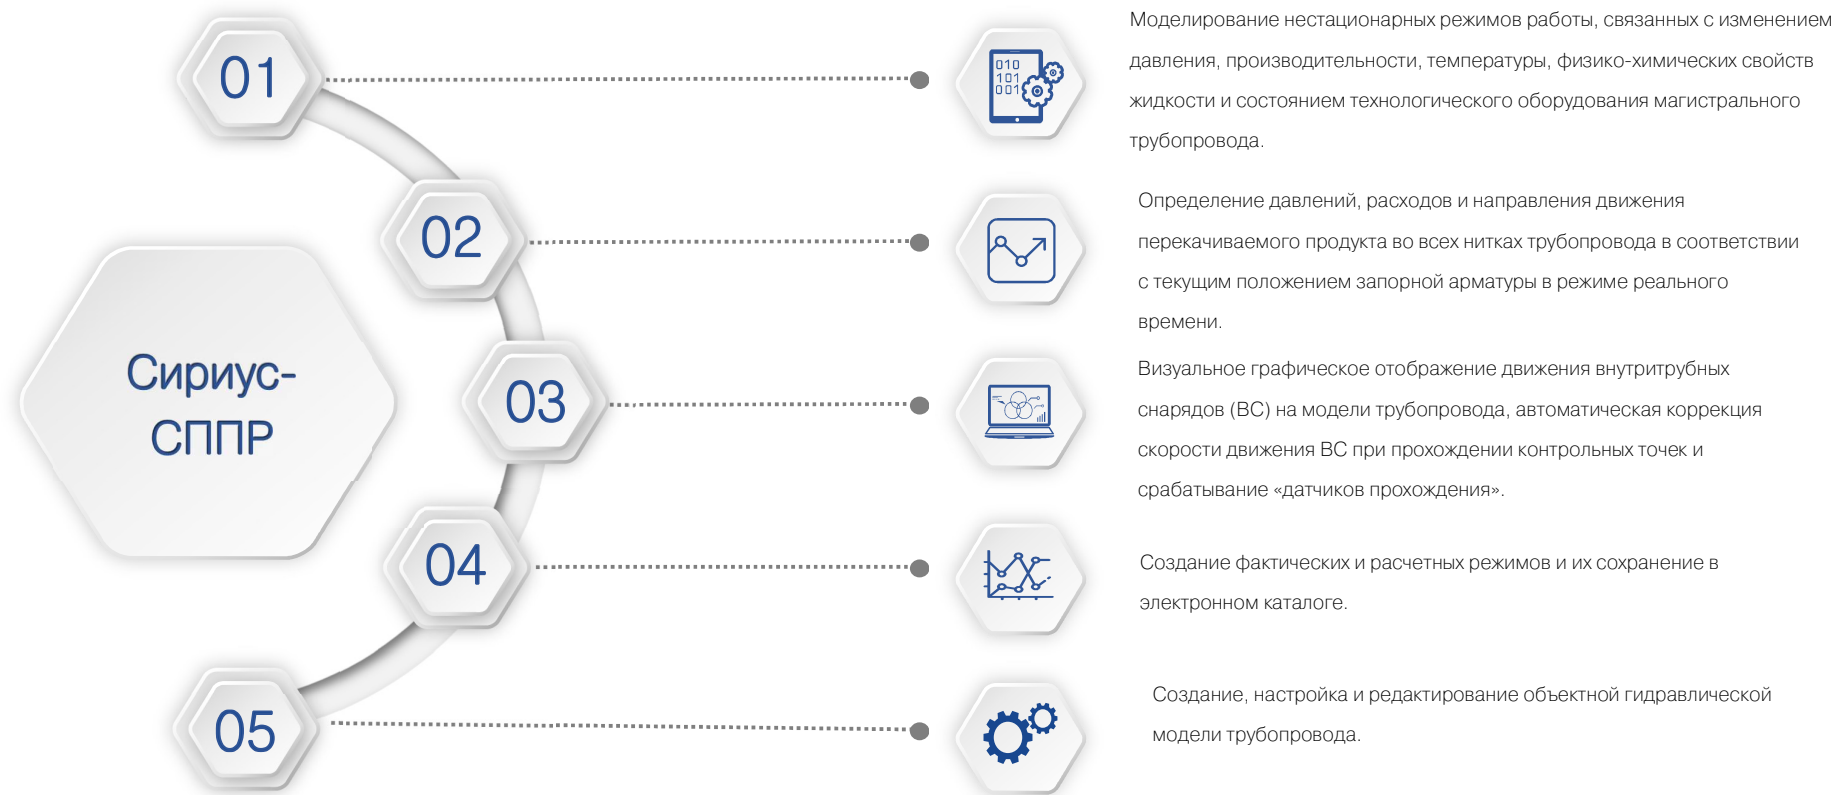 Сириус-
СППР
01
Моделирование нестационарных режимов работы, связанных с изменением
давления, производительности, температуры, физико-химических свойств
жидкости и состоянием технологического оборудования магистрального
трубопровода.
010
101
001
02
Определение давлений, расходов и направления движения
перекачиваемого продукта во всех нитках трубопровода в соответствии
с текущим положением запорной арматуры в режиме реального
времени.
03
Визуальное графическое отображение движения внутритрубных
снарядов (ВС) на модели трубопровода, автоматическая коррекция
скорости движения ВС при прохождении контрольных точек и
срабатывание «датчиков прохождения».
04
Создание фактических и расчетных режимов и их сохранение в
электронном каталоге.
05
Создание, настройка и редактирование объектной гидравлической
модели трубопровода.